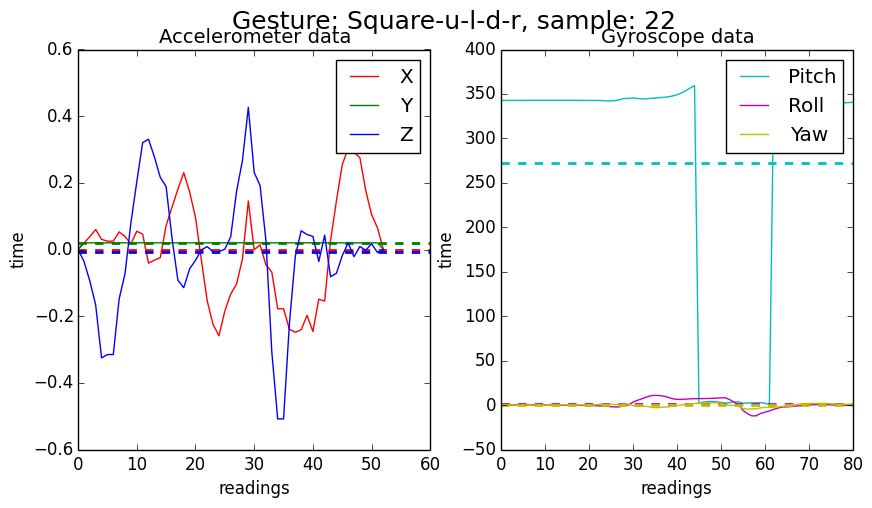 Gesture: Square-u-l-d-r, sample: 22
Accelerometer data
0.6
0.4
0.2
0.0
−0.2
−0.4
−0.6
time
0 10 20 30 40 50 60
readings
X
Y
Z
Gyroscope data
400
350
300
250
200
150
100
50
0
−50
time
0 10 20 30 40 50 60 70 80
readings
Pitch
Roll
Yaw